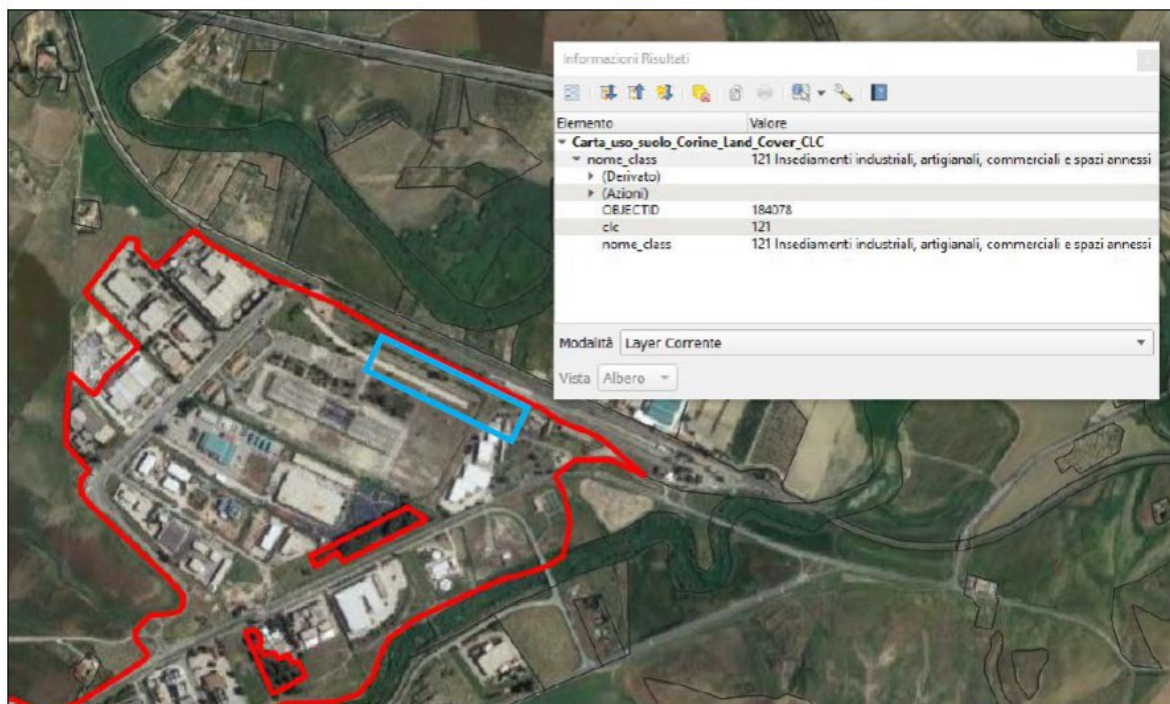 Informazioni Risultati
Elemento Valore
Carta_uso_suolo_Corine_Land_Cover_CLC
nome_class 121 Insediamenti industriali, artigianali, commerciali e spazi annessi
(Derivato)
(Azioni)
OBJECTID 184078
clc 121
nome_class 121 Insediamenti industriali, artigianali, commerciali e spazi annessi
Modalità Layer Corrente
Vista Albero